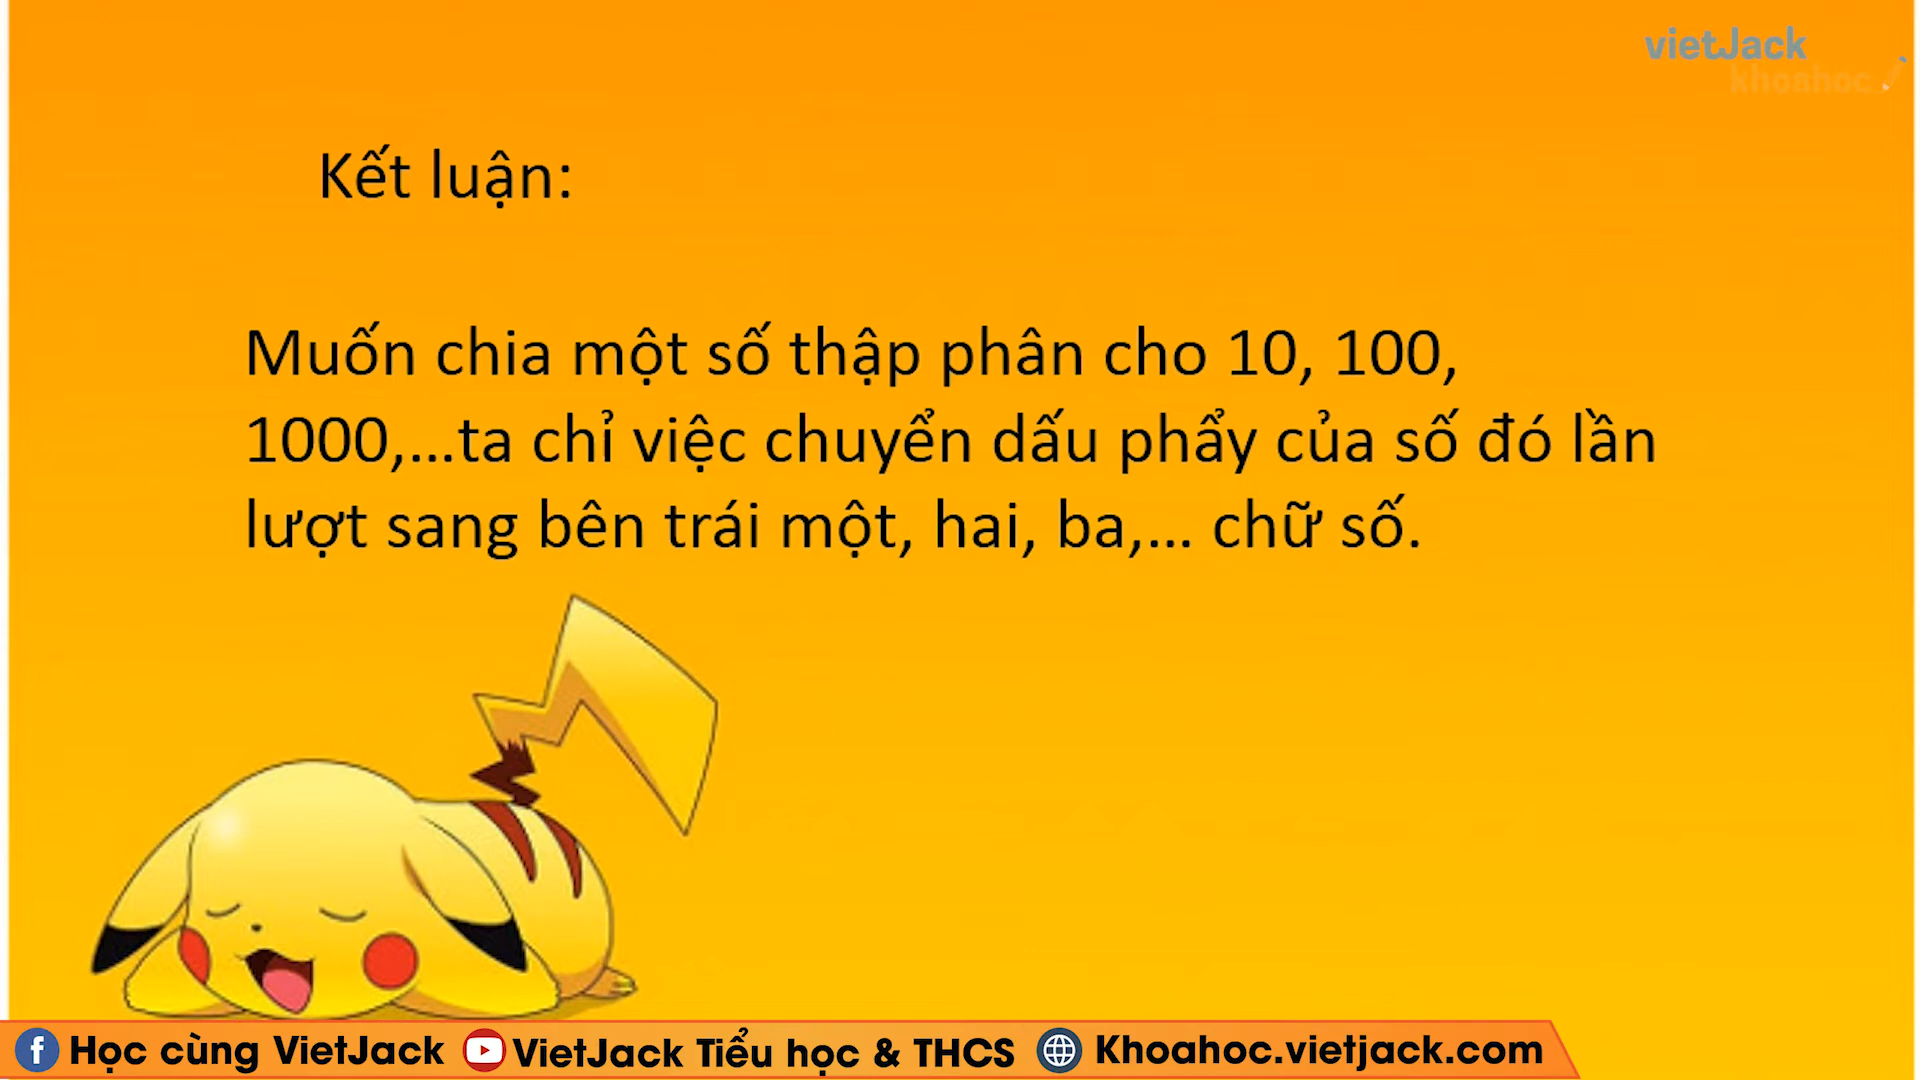 vietJack
khoahoc
Kết luận:
Muốn chia một số thập phân cho 10, 100,
1000,...ta chỉ việc chuyển dấu phẩy của số đó lần
lượt sang bên trái một, hai, ba,... chữ số.
Học cùng VietJack VietJack Tiểu học & THCS Khoahoc.vietjack.com